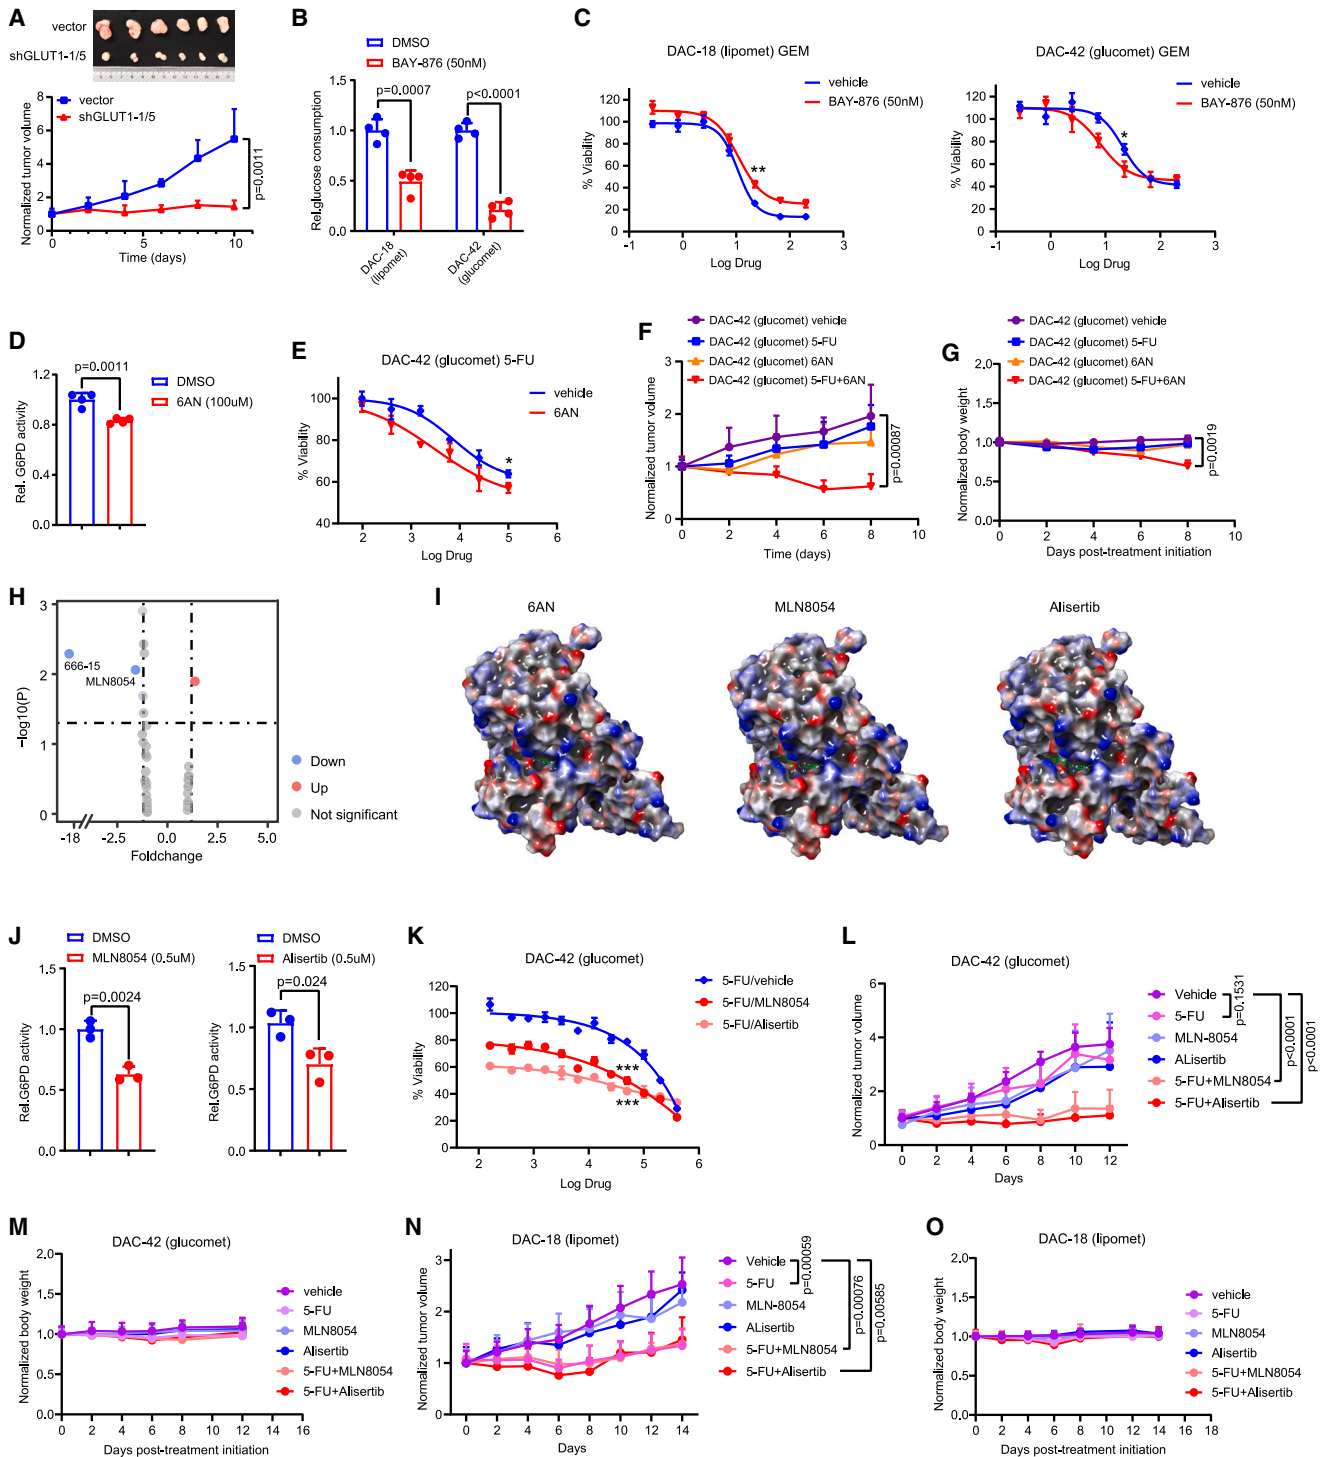 A
vector
shGLUT1-1/5
vector
shGLUT1-1/5
Normalized tumor volume
8
6
4
2
0
0
5
10
Time (days)
p=0.0011
B
DMSO
BAY-876 (50nM)
p=0.0007
p<0.0001
Rel.glucose consumption
1.5
1.0
0.5
0.0
DAC-18
(lipomet)
DAC-42
(glucomet)
C
DAC-18 (lipomet) GEM
vehicle
BAY-876 (50nM)
% Viability
120
100
80
60
40
20
0
**
-1
0
1
2
3
Log Drug
DAC-42 (glucomet) GEM
vehicle
BAY-876 (50nM)
% Viability
120
100
80
60
40
20
0
*
-1
0
1
2
3
Log Drug
D
p=0.0011
DMSO
6AN (100uM)
Rel. G6PD activity
1.2
0.8
0.4
0.0
E
DAC-42 (glucomet) 5-FU
vehicle
6AN
% Viability
100
80
60
40
*
2
3
4
5
6
Log Drug
F
DAC-42 (glucomet) vehicle
DAC-42 (glucomet) 5-FU
DAC-42 (glucomet) 6AN
DAC-42 (glucomet) 5-FU+6AN
Normalized tumor volume
3
2
1
0
0
2
4
6
8
10
Time (days)
p=0.00087
G
DAC-42 (glucomet) vehicle
DAC-42 (glucomet) 5-FU
DAC-42 (glucomet) 6AN
DAC-42 (glucomet) 5-FU+6AN
Normalized body weight
2.0
1.5
1.0
0.5
0.0
0
2
4
6
8
10
Days post-treatment initiation
p=0.0019
H
−log10(P)
3
2
1
0
666-15
MLN8054
-18
-2.5
0.0
2.5
5.0
Foldchange
Down
Up
Not significant
I
6AN
MLN8054
Alisertib
J
DMSO
MLN8054 (0.5uM)
p=0.0024
Rel.G6PD activity
1.5
1.0
0.5
0.0
DMSO
Alisertib (0.5uM)
p=0.024
Rel.G6PD activity
1.5
1.0
0.5
0.0
K
DAC-42 (glucomet)
5-FU/vehicle
5-FU/MLN8054
5-FU/Alisertib
% Viability
120
100
80
60
40
20
0
***
***
2
3
4
5
6
Log Drug
L
DAC-42 (glucomet)
Normalized tumor volume
6
4
2
0
0
2
4
6
8
10
12
Days
Vehicle
5-FU
MLN-8054
ALisertib
5-FU+MLN8054
5-FU+Alisertib
p=0.1531
p<0.0001
p<0.0001
M
DAC-42 (glucomet)
Normalized body weight
2.0
1.5
1.0
0.5
0.0
0
2
4
6
8
10
12
14
16
Days post-treatment initiation
vehicle
5-FU
MLN8054
Alisertib
5-FU+MLN8054
5-FU+Alisertib
N
DAC-18 (lipomet)
Normalized tumor volume
3
2
1
0
0
2
4
6
8
10
12
14
Days
Vehicle
5-FU
MLN-8054
ALisertib
5-FU+MLN8054
5-FU+Alisertib
p=0.00059
p=0.00076
p=0.00585
O
DAC-18 (lipomet)
Normalized body weight
2.0
1.5
1.0
0.5
0.0
0
2
4
6
8
10
12
14
16
18
Days post-treatment initiation
vehicle
5-FU
MLN8054
Alisertib
5-FU+MLN8054
5-FU+Alisertib